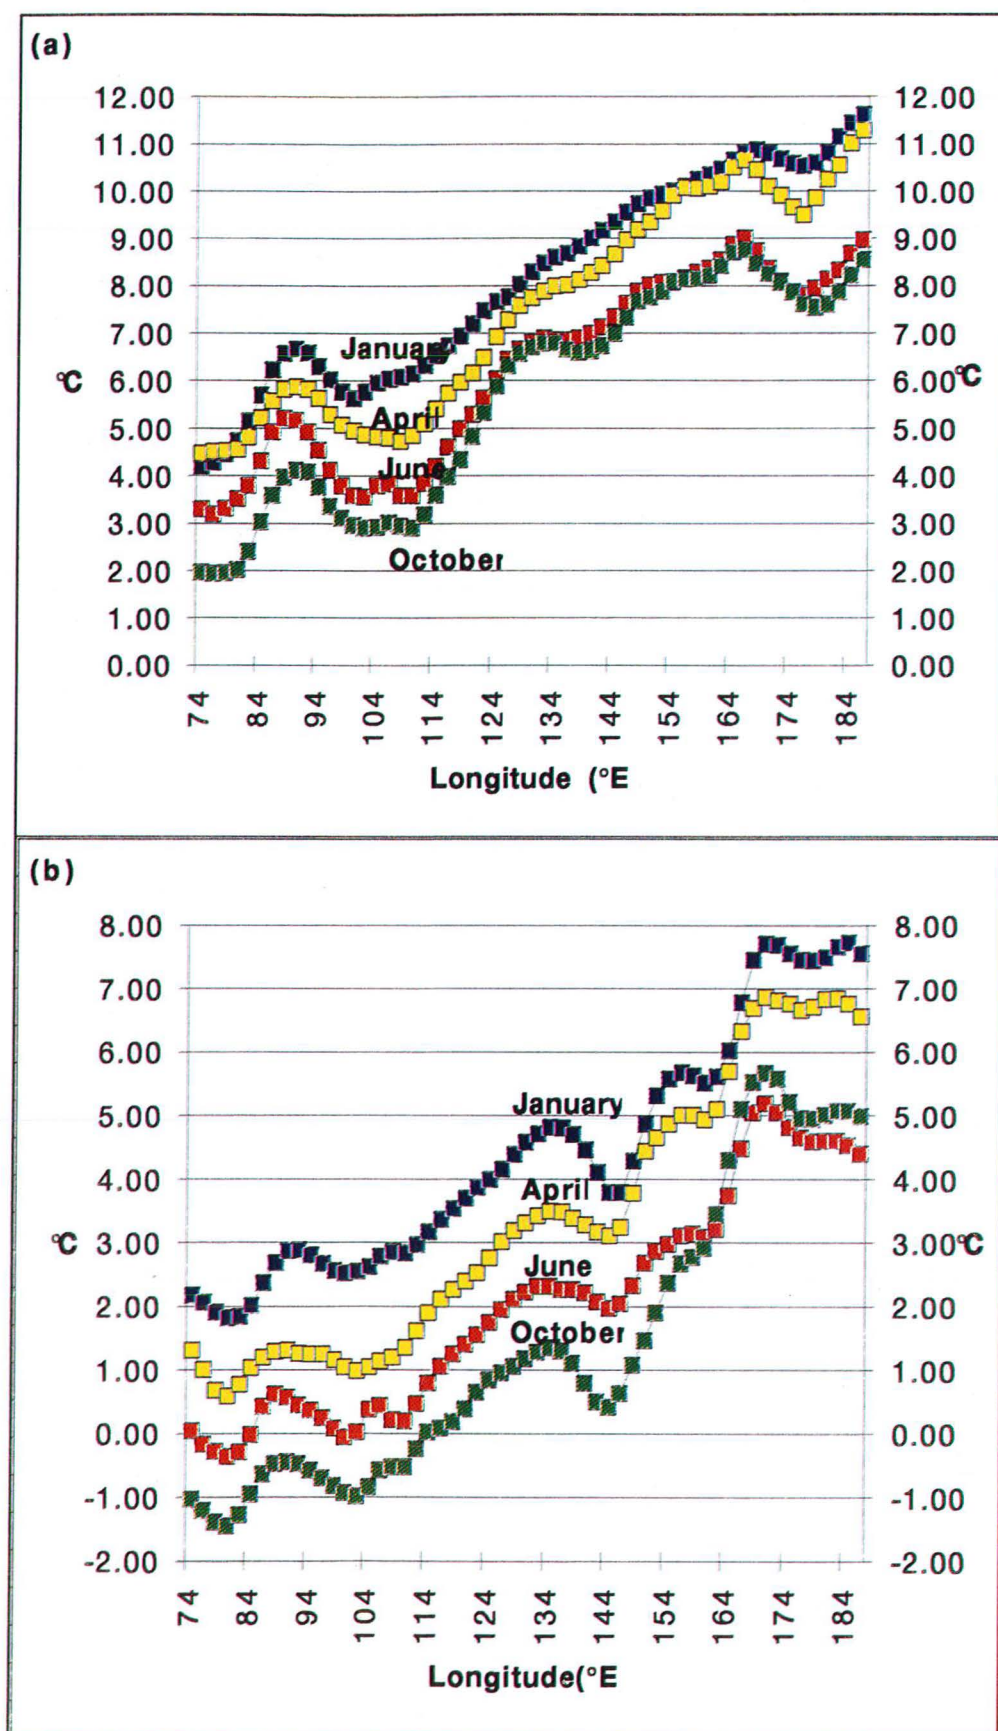 (a)
12.00 12.00
11.00 11.00
10.00 10.00
9.00 9.00
8.00 8.00
7.00 7.00
January
6.00 6.00
°C °C
April
5.00 5.00
June
4.00 4.00
3.00 3.00
October
2.00 2.00
1.00 1.00
0.00 0.00
74 84 94 104 114 124 134 144 154 164 174 184
Longitude (°E
(b)
8.00 8.00
7.00 7.00
6.00 6.00
January
5.00 5.00
4.00 4.00
April
3.00 3.00
°C °C
June
2.00 2.00
October
1.00 1.00
0.00 0.00
-1.00 -1.00
-2.00 -2.00
74 84 94 104 114 124 134 144 154 164 174 184
Longitude(°E